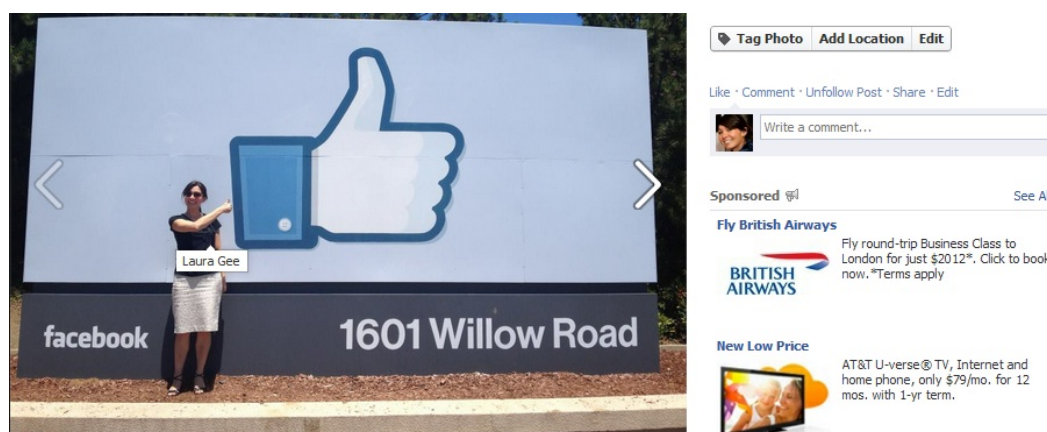 Laura Gee
facebook
1601 Willow Road
Tag Photo Add Location Edit
Like · Comment · Unfollow Post · Share · Edit
Write a comment...
Sponsored
See Al
Fly British Airways
BRITISH
AIRWAYS
Fly round-trip Business Class to
London for just $2012*. Click to book
now.*Terms apply
New Low Price
AT&T U-verse® TV, Internet and
home phone, only $79/mo. for 12
mos. with 1-yr term.